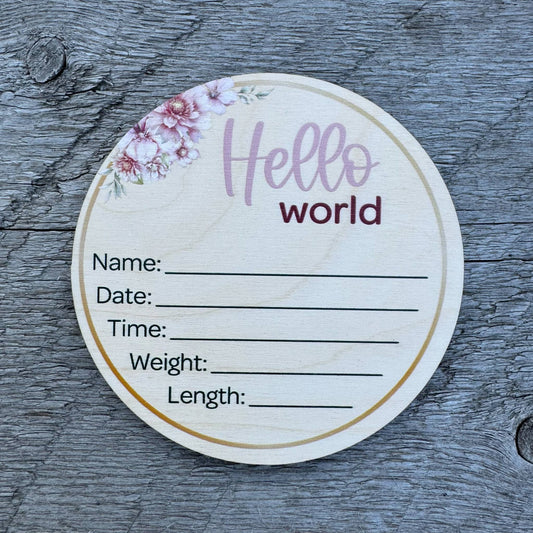 Hello
world
Name:
Date:
Time:
Weight:
Length: